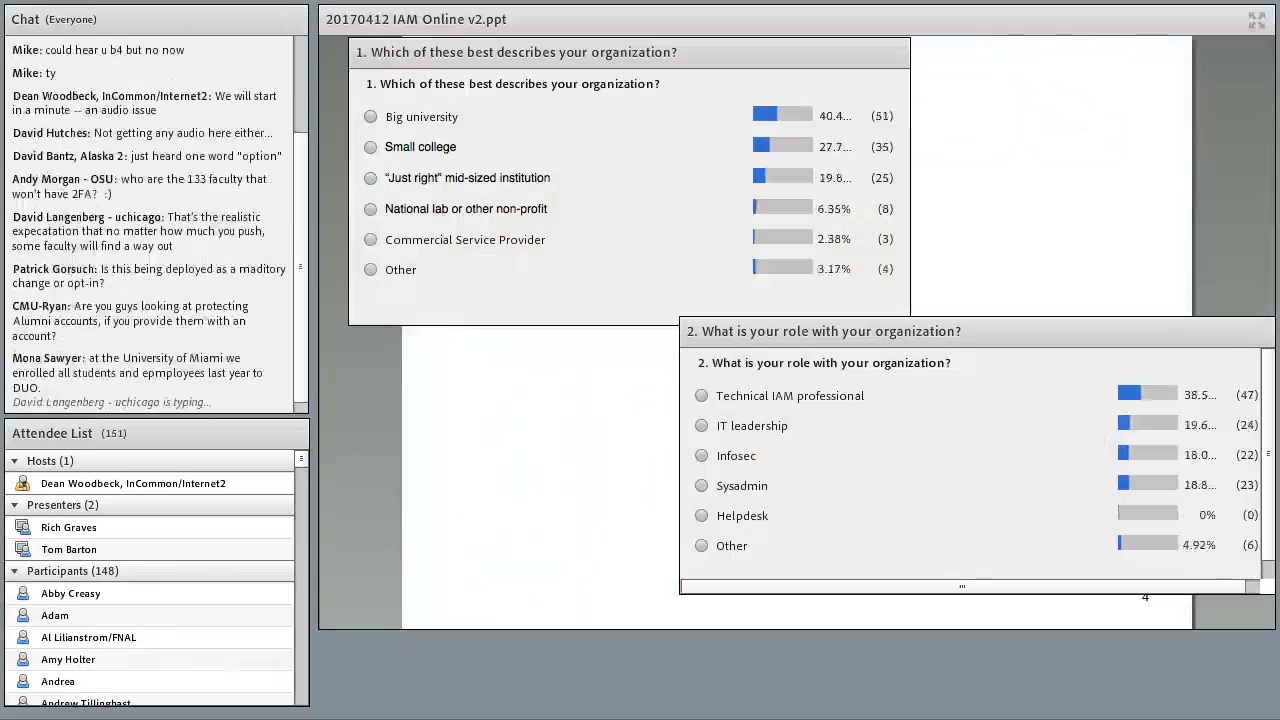 Chat (Everyone)
Mike: could hear u b4 but no now
Mike: ty
Dean Woodbeck, InCommon/Internet2: We will start
in a minute -- an audio issue
David Hutches: Not getting any audio here either...
David Bantz, Alaska 2: just heard one word "option"
Andy Morgan - OSU: who are the 133 faculty that
won't have 2FA? :)
David Langenberg - uchicago: That's the realistic
expecatation that no matter how much you push,
some faculty will find a way out
Patrick Gorsuch: Is this being deployed as a maditory
change or opt-in?
CMU-Ryan: Are you guys looking at protecting
Alumni accounts, if you provide them with an
account?
Mona Sawyer: at the University of Miami we
enrolled all students and epmployees last year to
DUO.
David Langenberg - uchicago is typing...
Attendee List (151)
Hosts (1)
Dean Woodbeck, InCommon/Internet2
Presenters (2)
Rich Graves
Tom Barton
Participants (148)
Abby Creasy
Adam
Al Lilianstrom/FNAL
Amy Holter
Andrea
Andrew Tillinghast
20170412 IAM Online v2.ppt
1. Which of these best describes your organization?
1. Which of these best describes your organization?
Big university 40.4... (51)
Small college 27.7... (35)
“Just right” mid-sized institution 19.8... (25)
National lab or other non-profit 6.35% (8)
Commercial Service Provider 2.38% (3)
Other 3.17% (4)
2. What is your role with your organization?
2. What is your role with your organization?
Technical IAM professional 38.5... (47)
IT leadership 19.6... (24)
Infosec 18.0... (22)
Sysadmin 18.8... (23)
Helpdesk 0% (0)
Other 4.92% (6)
4